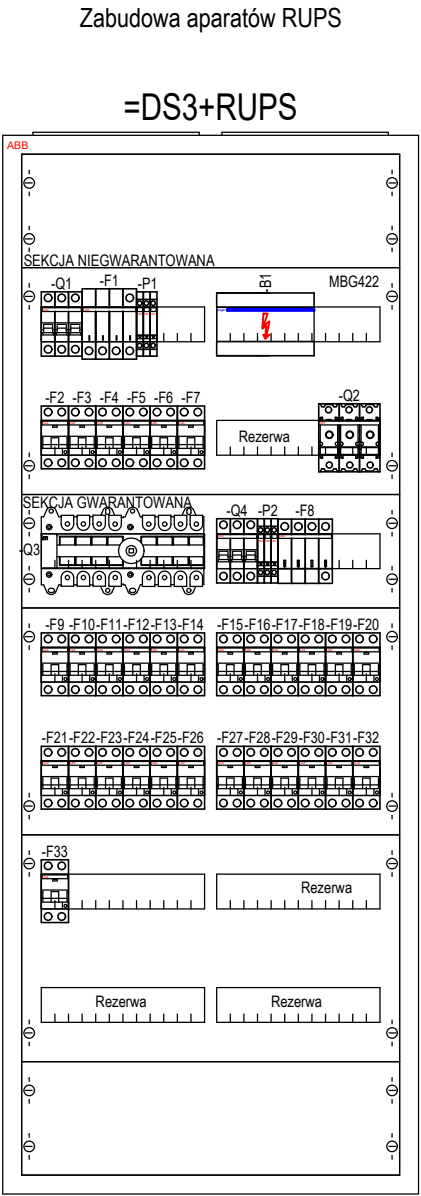 Zabudowa aparatów RUPS
=DS3+RUPS
ABB
SEKCJA NIEGWARANTOWANA
-Q1 -F1 -P1 -B1 MBG422
-F2 -F3 -F4 -F5 -F6 -F7 -Q2
Rezerwa
SEKCJA GWARANTOWANA
-Q3 -Q4 -P2 -F8
-F9 -F10 -F11 -F12 -F13 -F14 -F15 -F16 -F17 -F18 -F19 -F20
-F21 -F22 -F23 -F24 -F25 -F26 -F27 -F28 -F29 -F30 -F31 -F32
-F33
Rezerwa
Rezerwa Rezerwa